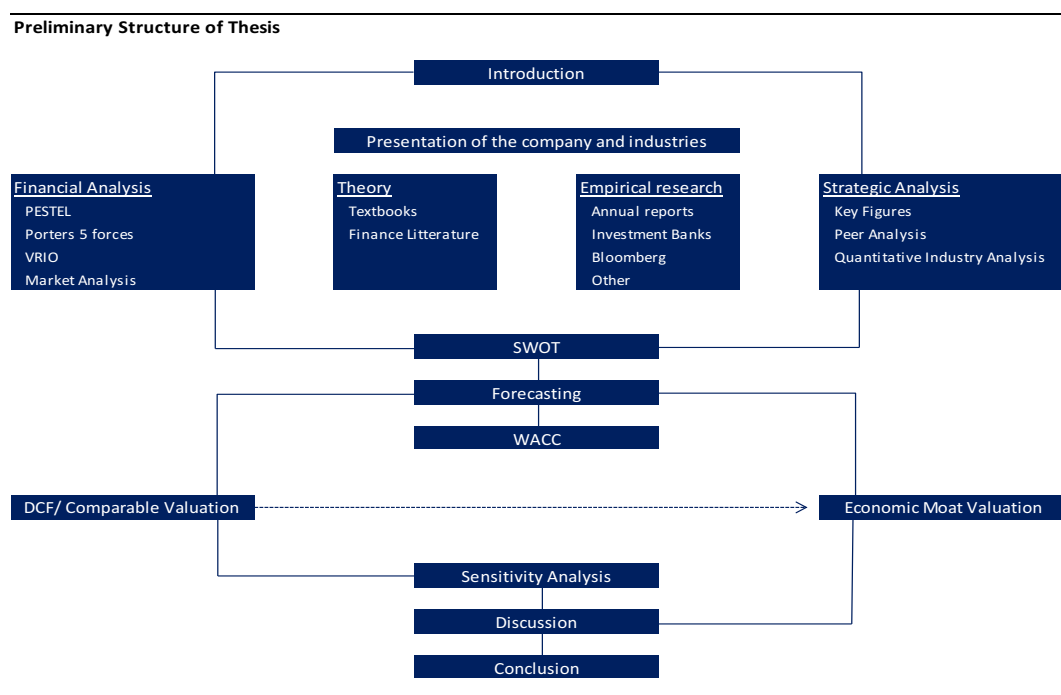 Preliminary Structure of Thesis
Introduction
Presentation of the company and industries
Financial Analysis
PESTEL
Porters 5 forces
VRIO
Market Analysis
Theory
Textbooks
Finance Litterature
Empirical research
Annual reports
Investment Banks
Bloomberg
Other
Strategic Analysis
Key Figures
Peer Analysis
Quantitative Industry Analysis
SWOT
Forecasting
WACC
DCF/ Comparable Valuation
Economic Moat Valuation
Sensitivity Analysis
Discussion
Conclusion